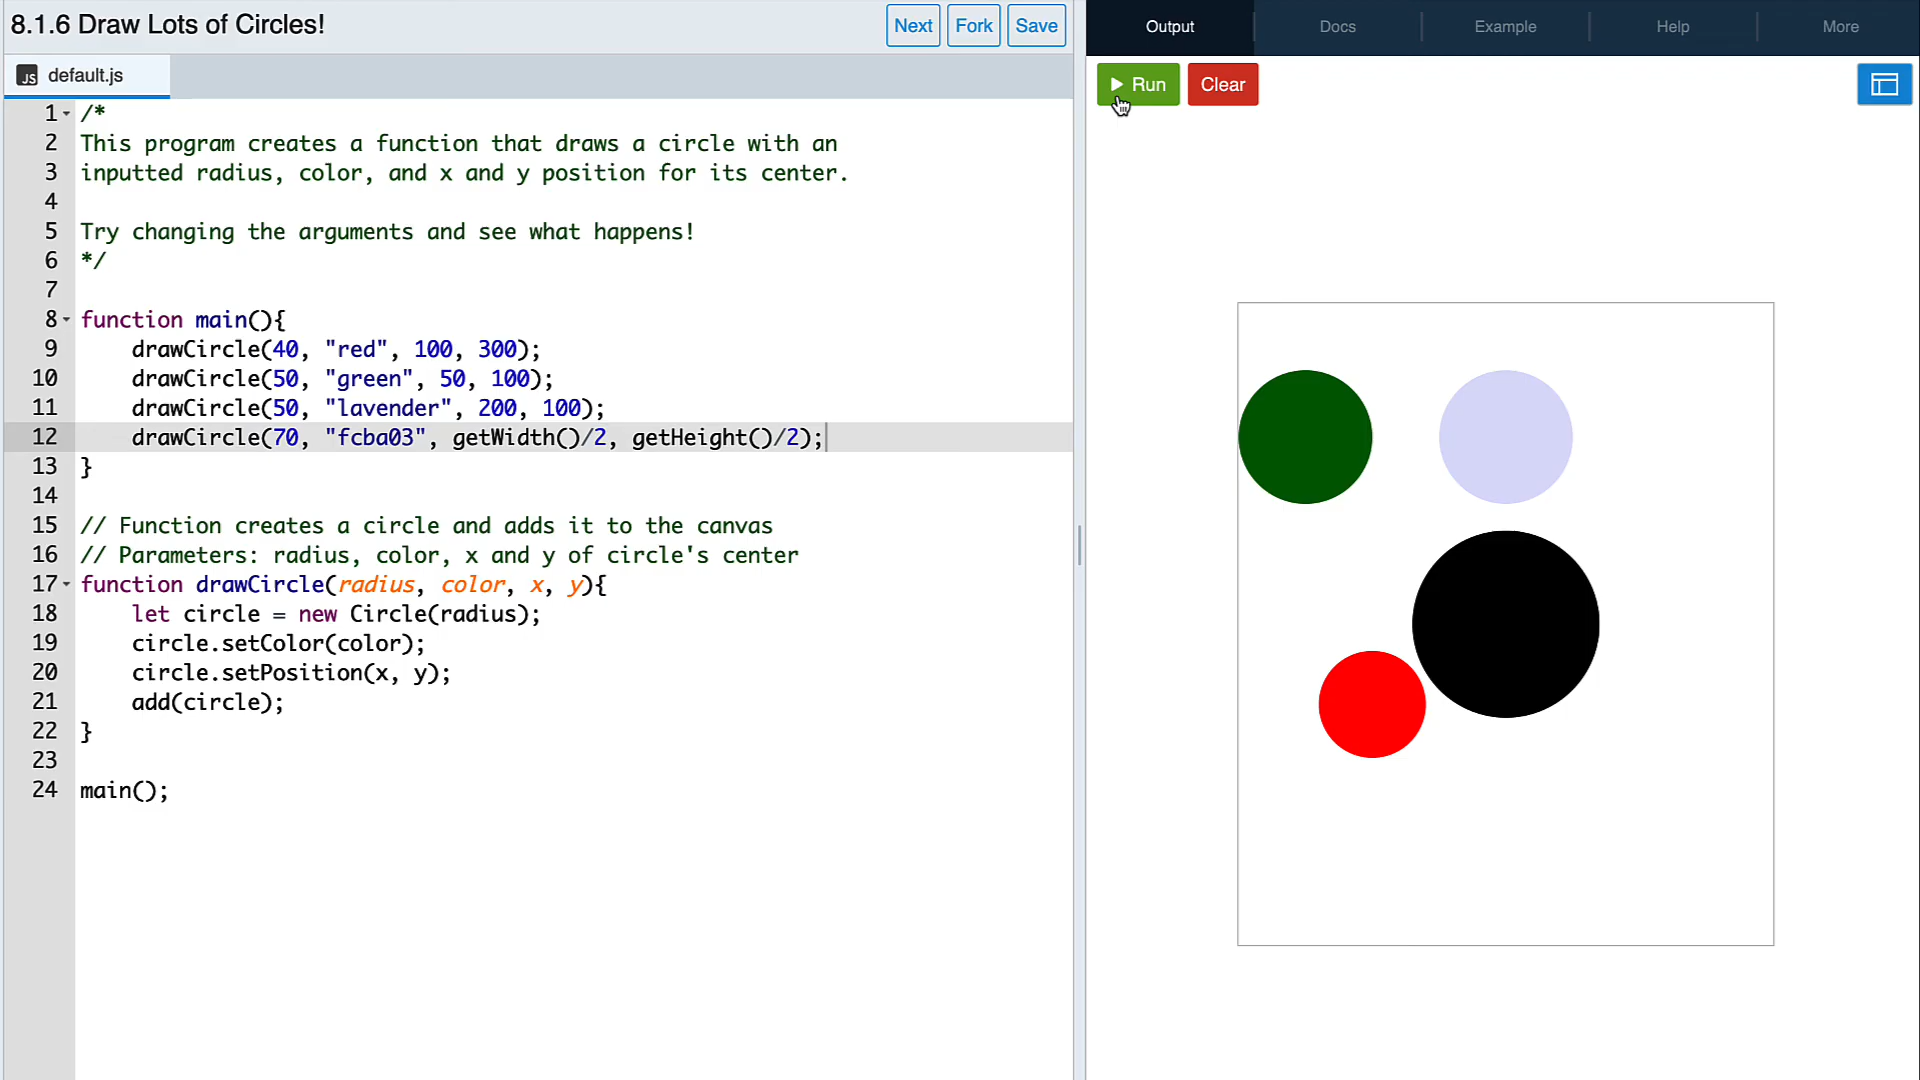 8.1.6 Draw Lots of Circles!
Next Fork Save
Output Docs Example Help More
JS default.js
Run Clear
1 /*
2 This program creates a function that draws a circle with an
3 inputted radius, color, and x and y position for its center.
4
5 Try changing the arguments and see what happens!
6 */
7
8 function main(){
9 drawCircle(40, "red", 100, 300);
10 drawCircle(50, "green", 50, 100);
11 drawCircle(50, "lavender", 200, 100);
12 drawCircle(70, "fcba03", getWidth()/2, getHeight()/2);
13 }
14
15 // Function creates a circle and adds it to the canvas
16 // Parameters: radius, color, x and y of circle's center
17 function drawCircle(radius, color, x, y){
18 let circle = new Circle(radius);
19 circle.setColor(color);
20 circle.setPosition(x, y);
21 add(circle);
22 }
23
24 main();